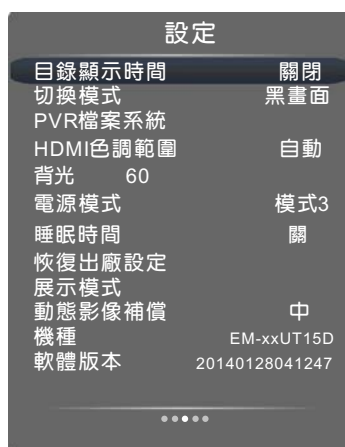 設定
目錄顯示時間 關閉
切換模式 黑畫面
PVR檔案系統
HDMI色調範圍 自動
背光 60
電源模式 模式3
睡眠時間 關
恢復出廠設定
展示模式
動態影像補償 中
機種 EM-xxUT15D
軟體版本 20140128041247